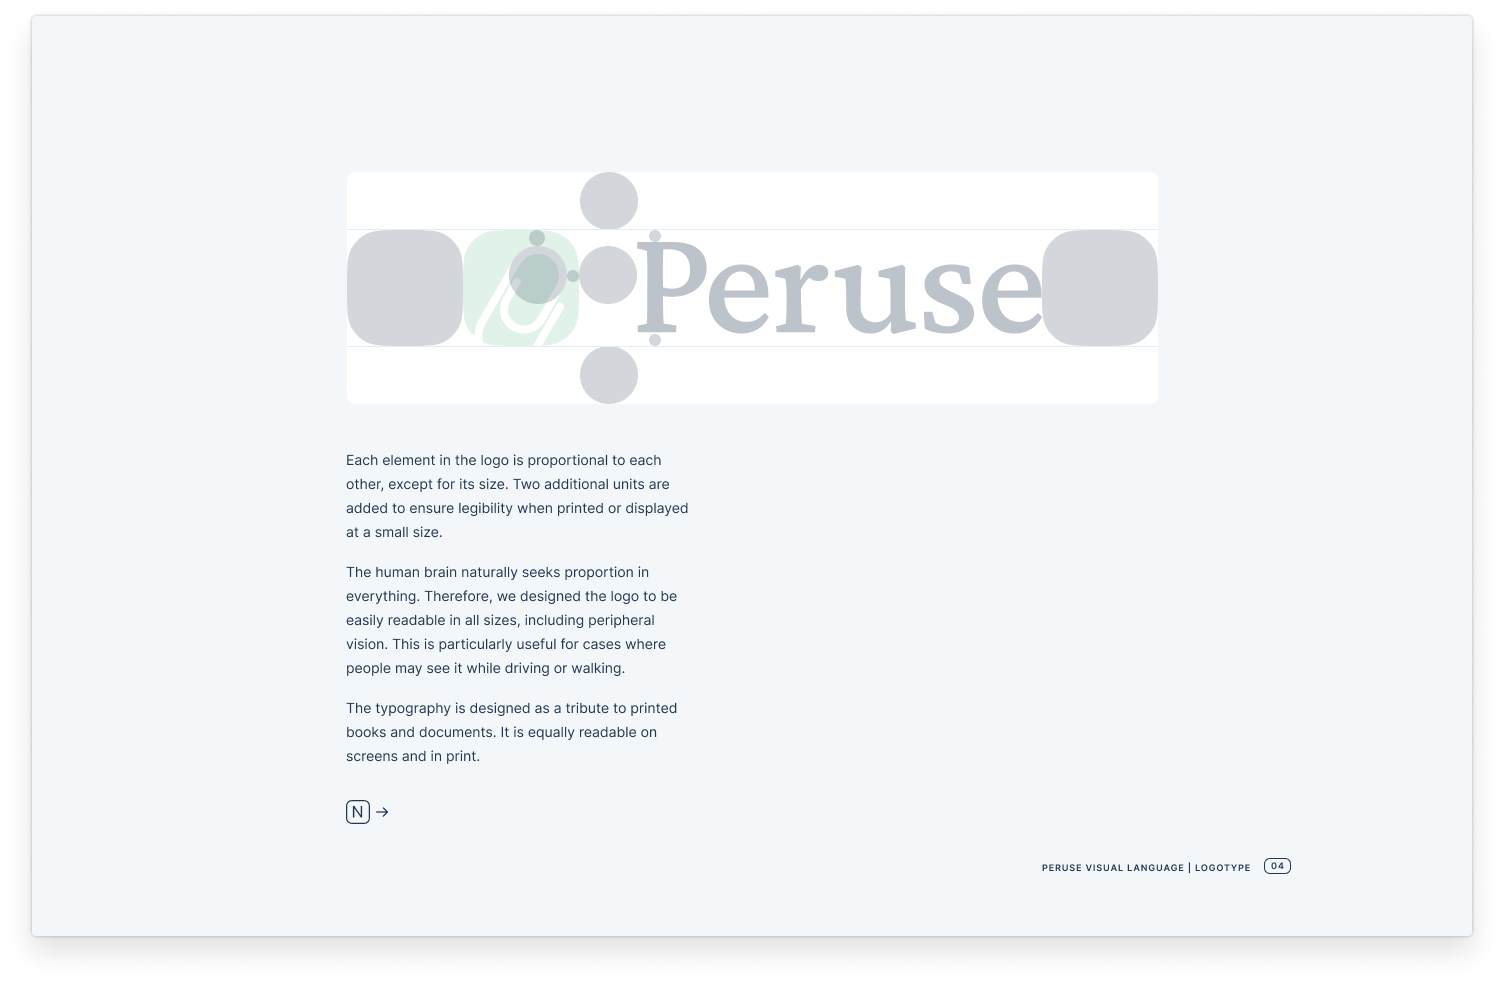 Peruse
Each element in the logo is proportional to each
other, except for its size. Two additional units are
added to ensure legibility when printed or displayed
at a small size.
The human brain naturally seeks proportion in
everything. Therefore, we designed the logo to be
easily readable in all sizes, including peripheral
vision. This is particularly useful for cases where
people may see it while driving or walking.
The typography is designed as a tribute to printed
books and documents. It is equally readable on
screens and in print.
N →
PERUSE VISUAL LANGUAGE | LOGOTYPE 04